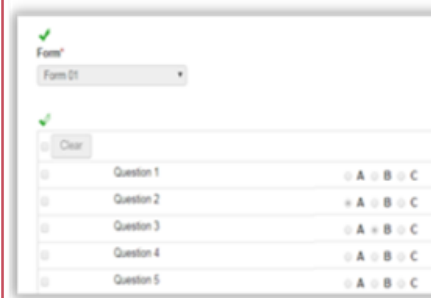 Form*
Form 01
Clear
Question 1 A B C
Question 2 A B C
Question 3 A B C
Question 4 A B C
Question 5 A B C